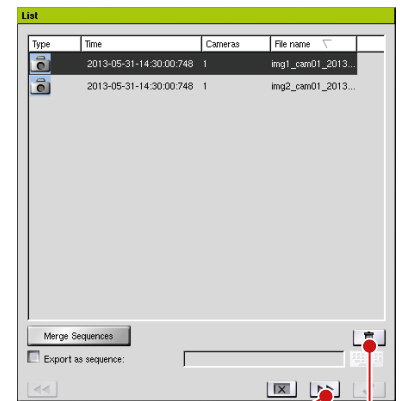 List
Type Time Cameras File name
2013-05-31-14:30:00:748 1 img1_cam01_2013...
2013-05-31-14:30:00:748 1 img2_cam01_2013...
Merge Sequences
Export as sequence: